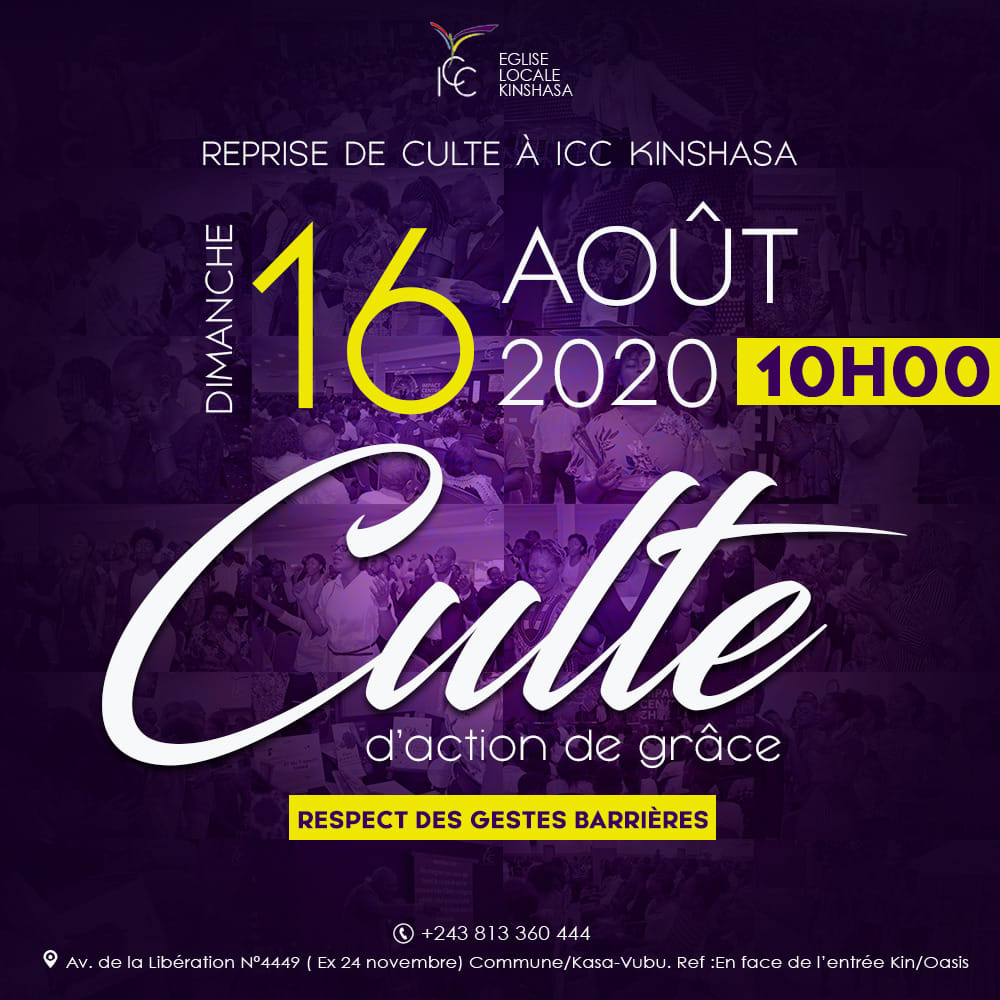 ICC
EGLISE
LOCALE
KINSHASA
REPRISE DE CULTE À ICC KINSHASA
DIMANCHE
16
AOÛT
2020
10H00
Culte
d'action de grâce
RESPECT DES GESTES BARRIÈRES
+243 813 360 444
Av. de la Libération N°4449 ( Ex 24 novembre) Commune/Kasa-Vubu. Ref :En face de l'entrée Kin/Oasis